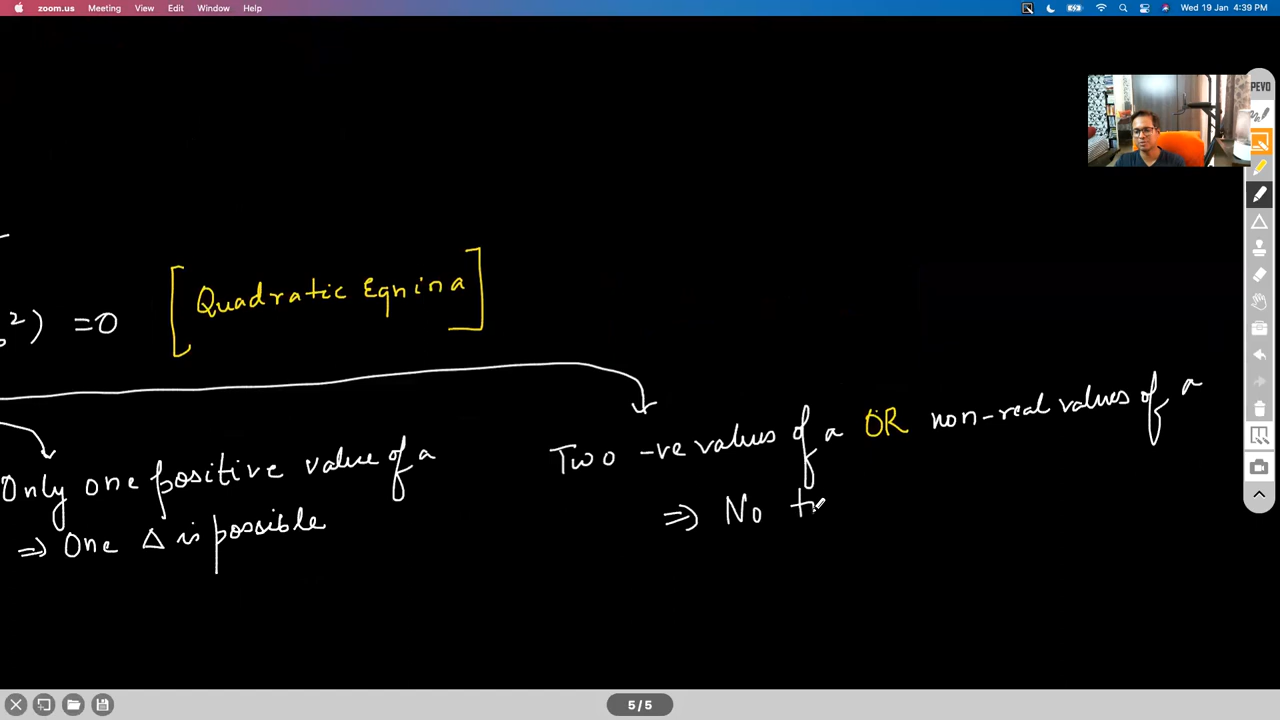 zoom.us Meeting View Edit Window Help Wed 19 Jan 4:39 PM
IPEVO
[Quadratic Eqn in a]
²) =0
Two -ve values of a OR non-real values of a
Only one positive value of a
⇒ No tr
⇒ One Δ is possible
5/5